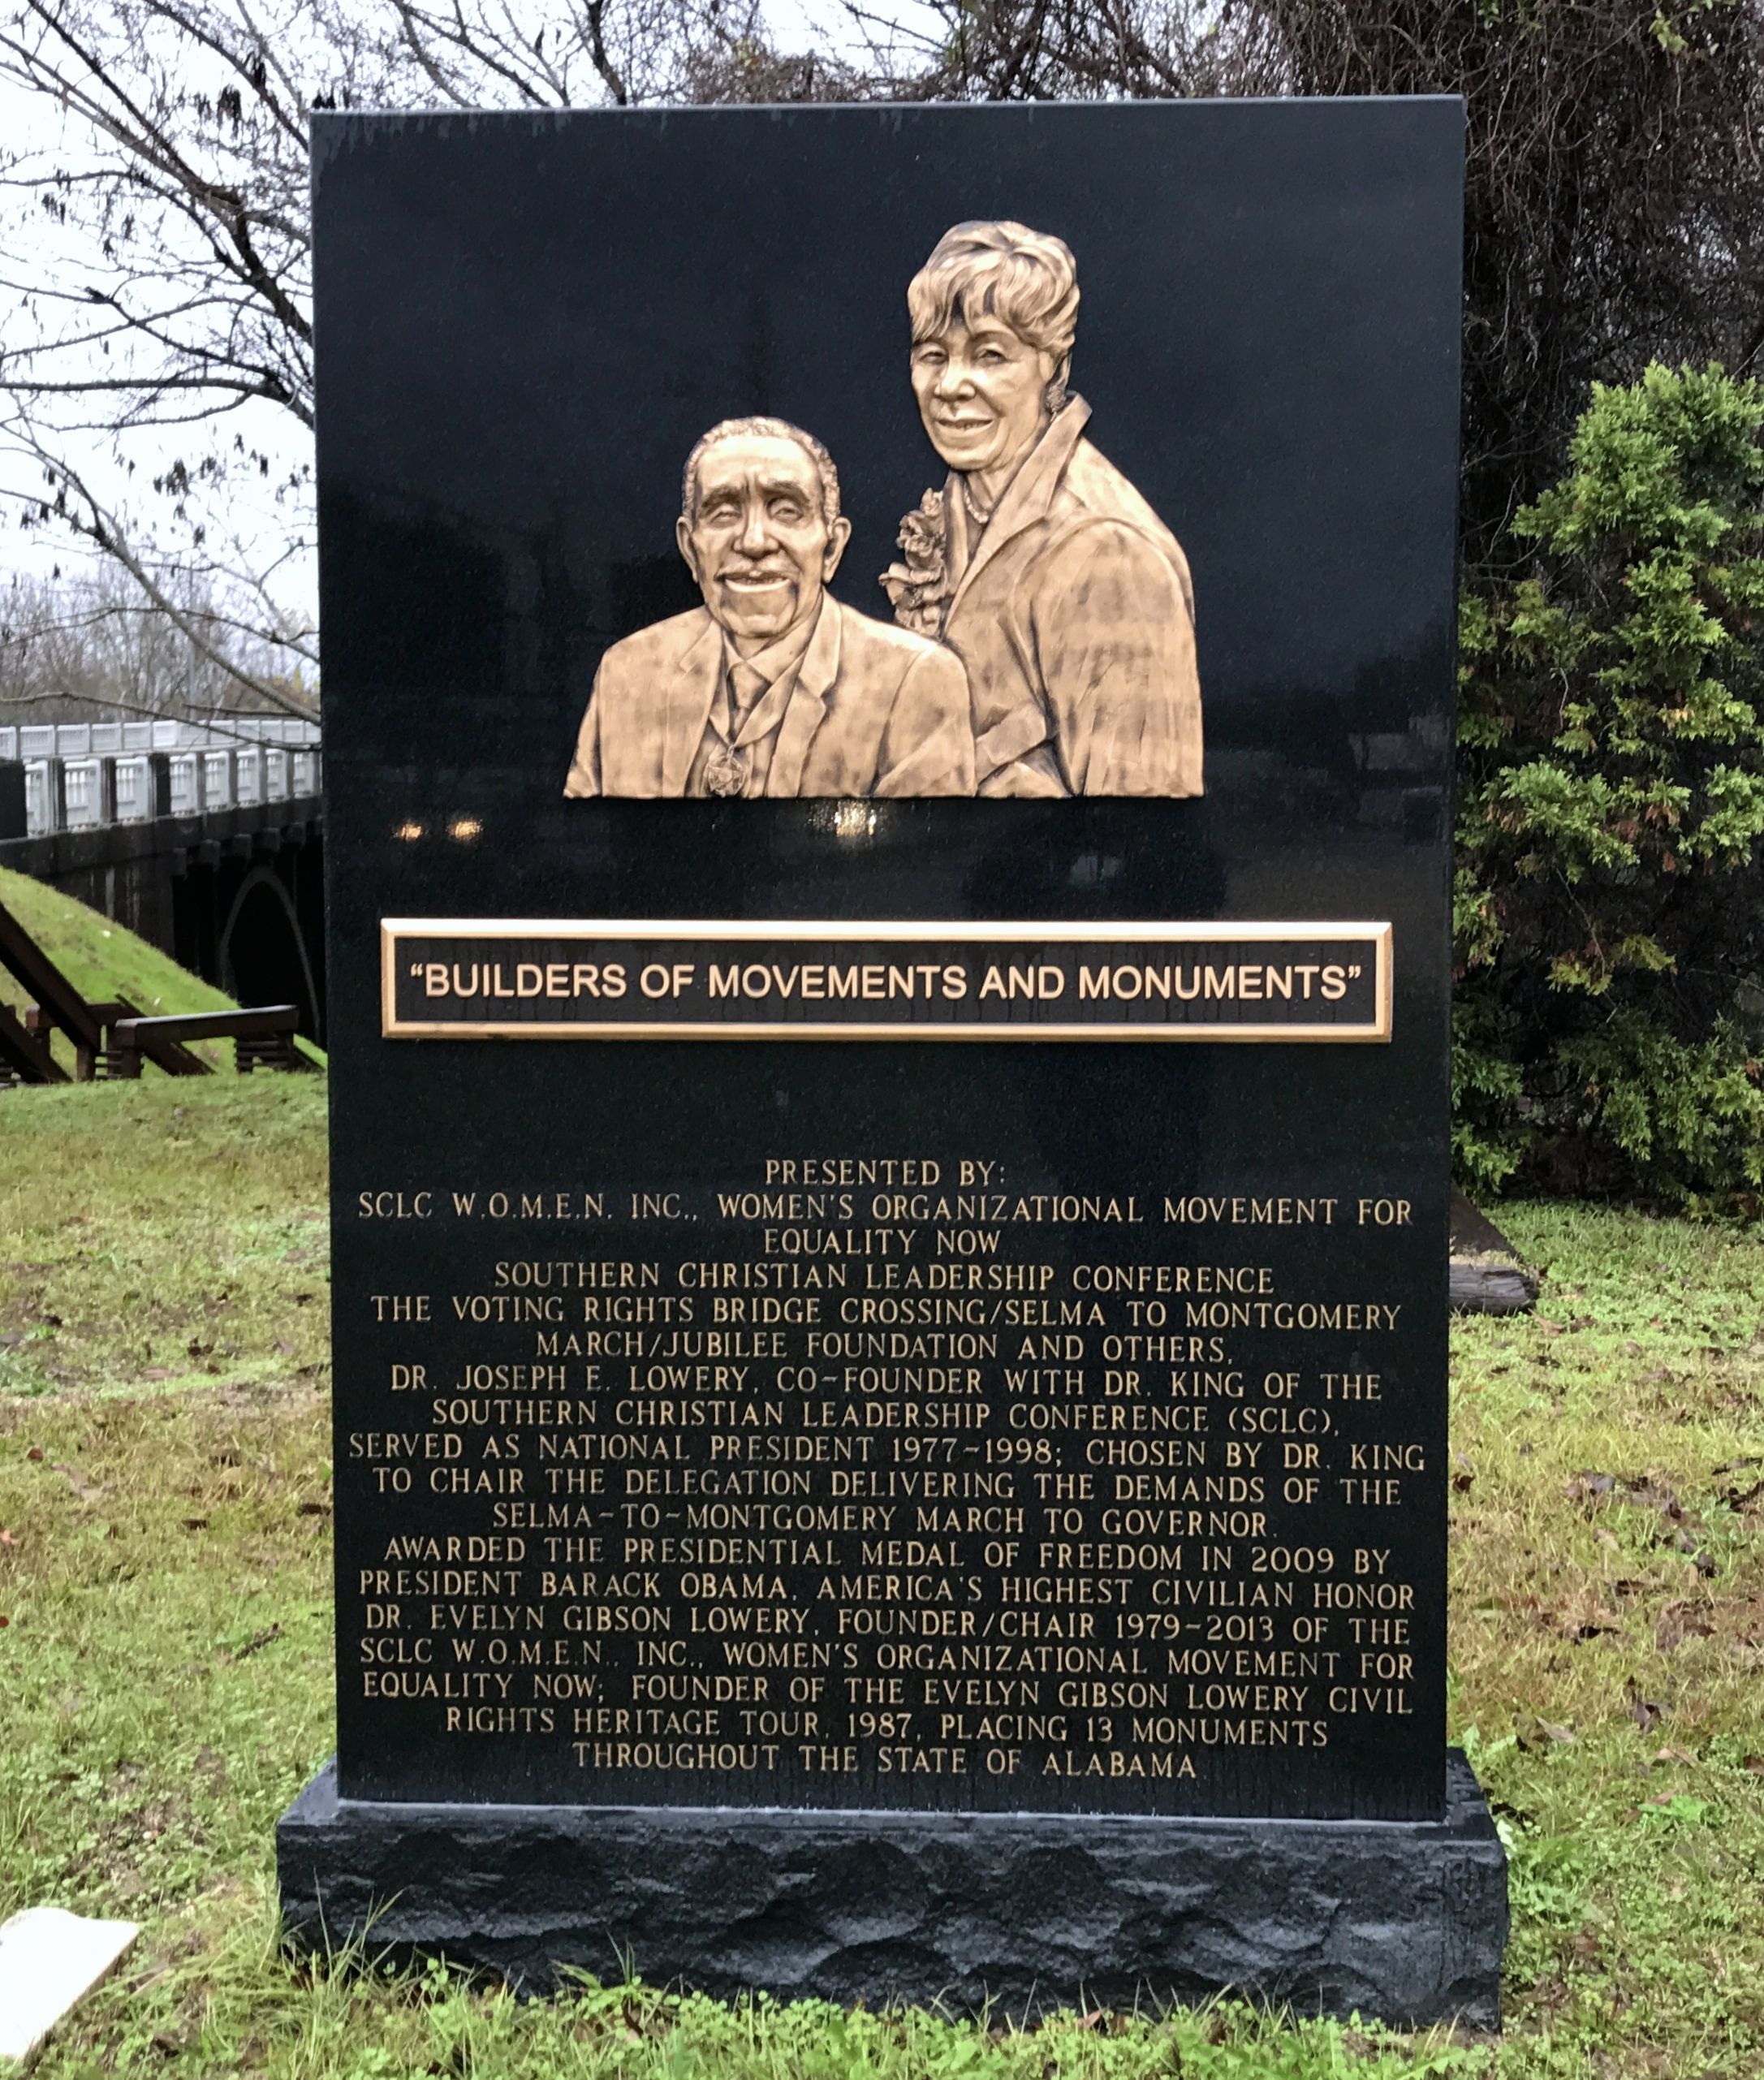 “BUILDERS OF MOVEMENTS AND MONUMENTS”
PRESENTED BY:
SCLC W.O.M.E.N. INC., WOMEN'S ORGANIZATIONAL MOVEMENT FOR
EQUALITY NOW
SOUTHERN CHRISTIAN LEADERSHIP CONFERENCE
THE VOTING RIGHTS BRIDGE CROSSING/SELMA TO MONTGOMERY
MARCH/JUBILEE FOUNDATION AND OTHERS,
DR. JOSEPH E. LOWERY, CO-FOUNDER WITH DR. KING OF THE
SOUTHERN CHRISTIAN LEADERSHIP CONFERENCE (SCLC),
SERVED AS NATIONAL PRESIDENT 1977-1998; CHOSEN BY DR. KING
TO CHAIR THE DELEGATION DELIVERING THE DEMANDS OF THE
SELMA-TO-MONTGOMERY MARCH TO GOVERNOR.
AWARDED THE PRESIDENTIAL MEDAL OF FREEDOM IN 2009 BY
PRESIDENT BARACK OBAMA, AMERICA'S HIGHEST CIVILIAN HONOR
DR. EVELYN GIBSON LOWERY, FOUNDER/CHAIR 1979-2013 OF THE
SCLC W.O.M.E.N., INC., WOMEN'S ORGANIZATIONAL MOVEMENT FOR
EQUALITY NOW; FOUNDER OF THE EVELYN GIBSON LOWERY CIVIL
RIGHTS HERITAGE TOUR, 1987, PLACING 13 MONUMENTS
THROUGHOUT THE STATE OF ALABAMA